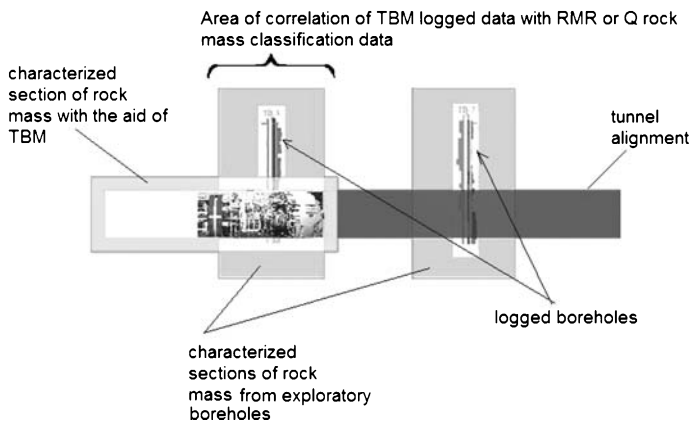 Area of correlation of TBM logged data with RMR or Q rock
mass classification data
characterized
section of rock
mass with the aid of
TBM
tunnel
alignment
logged boreholes
characterized
sections of rock
mass from exploratory
boreholes